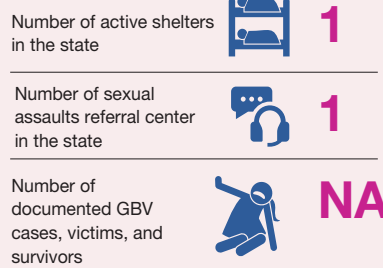 Number of active shelters
in the state
1
Number of sexual
assaults referral center
in the state
1
Number of
documented GBV
cases, victims, and
survivors
NA